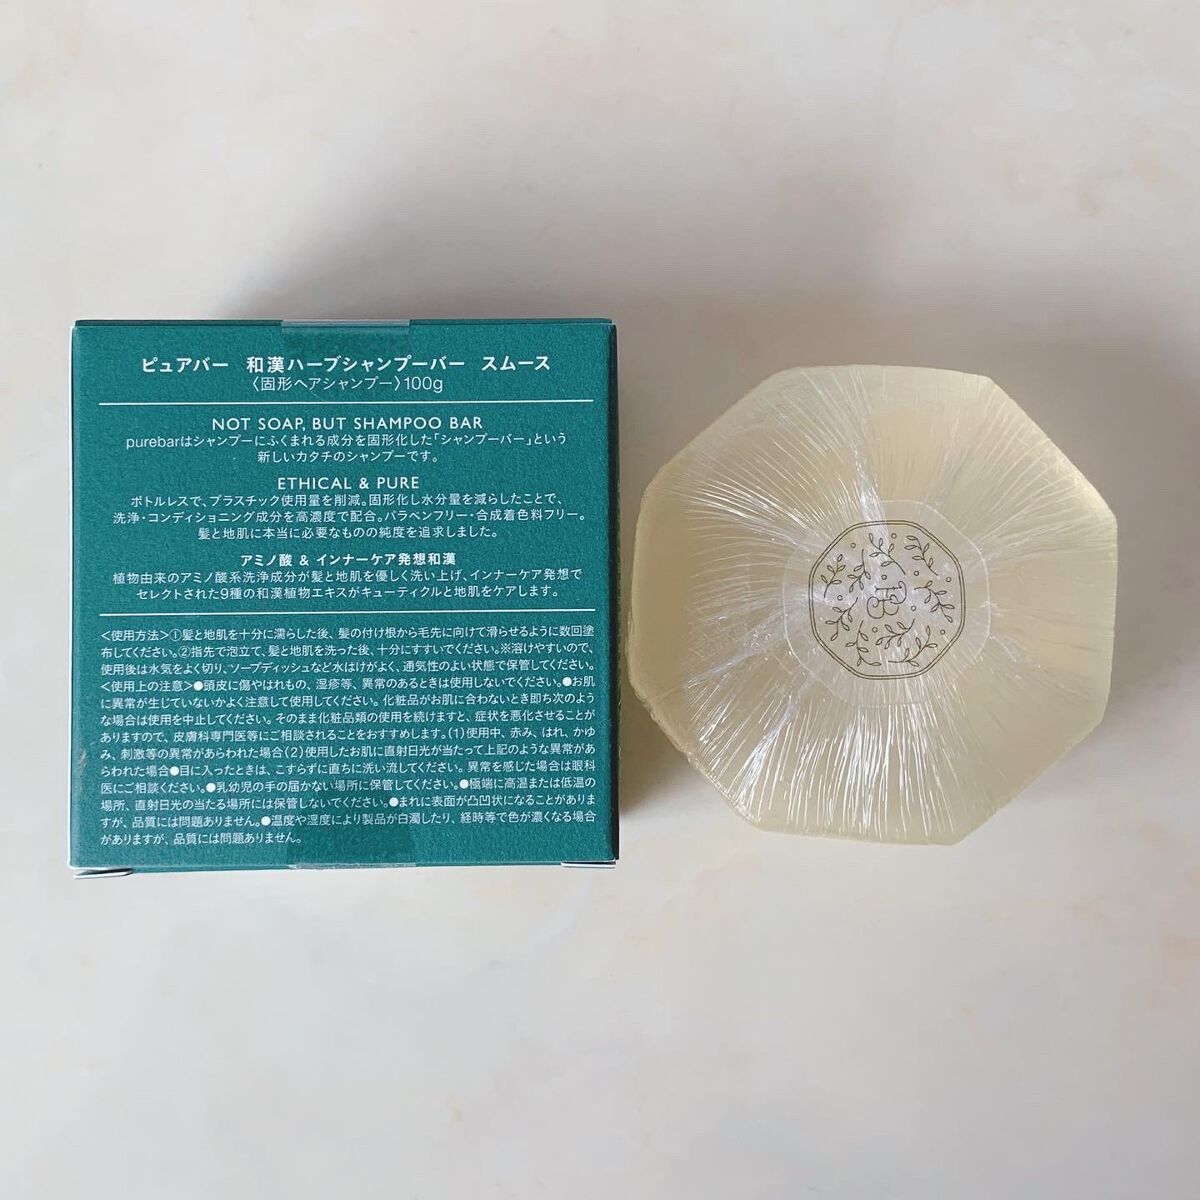 ピュアバー 和漢ハーブシャンプーバー スムース
〈固形ヘアシャンプー〉100g
NOT SOAP, BUT SHAMPOO BAR
purebarはシャンプーにふくまれる成分を固形化した「シャンプーバー」という
新しいカタチのシャンプーです。
ETHICAL & PURE
ボトルレスで、プラスチック使用量を削減。固形化し水分量を減らしたことで、
洗浄・コンディショニング成分を高濃度で配合。パラベンフリー・合成着色料フリー。
髪と地肌に本当に必要なものの純度を追求しました。
アミノ酸 & インナーケア発想和漢
植物由来のアミノ酸系洗浄成分が髪と地肌を優しく洗い上げ、インナーケア発想で
セレクトされた9種の和漢植物エキスがキューティクルと地肌をケアします。
＜使用方法＞①髪と地肌を十分に濡らした後、髪の付け根から毛先に向けて滑らせるように数回塗
布してください。②指先で泡立て、髪と地肌を洗った後、十分にすすいでください。※溶けやすいので、
使用後は水気をよく切り、ソープディッシュなど水はけがよく、通気性のよい状態で保管してください。
＜使用上の注意＞●頭皮に傷やはれもの、湿疹等、異常のあるときは使用しないでください。●お肌
に異常が生じていないかよく注意して使用してください。化粧品がお肌に合わないとき即ち次のよう
な場合は使用を中止してください。そのまま化粧品類の使用を続けますと、症状を悪化させることが
ありますので、皮膚科専門医等にご相談されることをおすすめします。(1)使用中、赤み、はれ、かゆ
み、刺激等の異常があらわれた場合(2)使用したお肌に直射日光が当たって上記のような異常があ
らわれた場合●目に入ったときは、こすらずに直ちに洗い流してください。異常を感じた場合は眼科
医にご相談ください。●乳幼児の手の届かない場所に保管してください。●極端に高温または低温の
場所、直射日光の当たる場所には保管しないでください。●まれに表面が凸凹状になることがありま
すが、品質には問題ありません。●温度や湿度により製品が白濁したり、経時等で色が濃くなる場合
がありますが、品質には問題ありません。